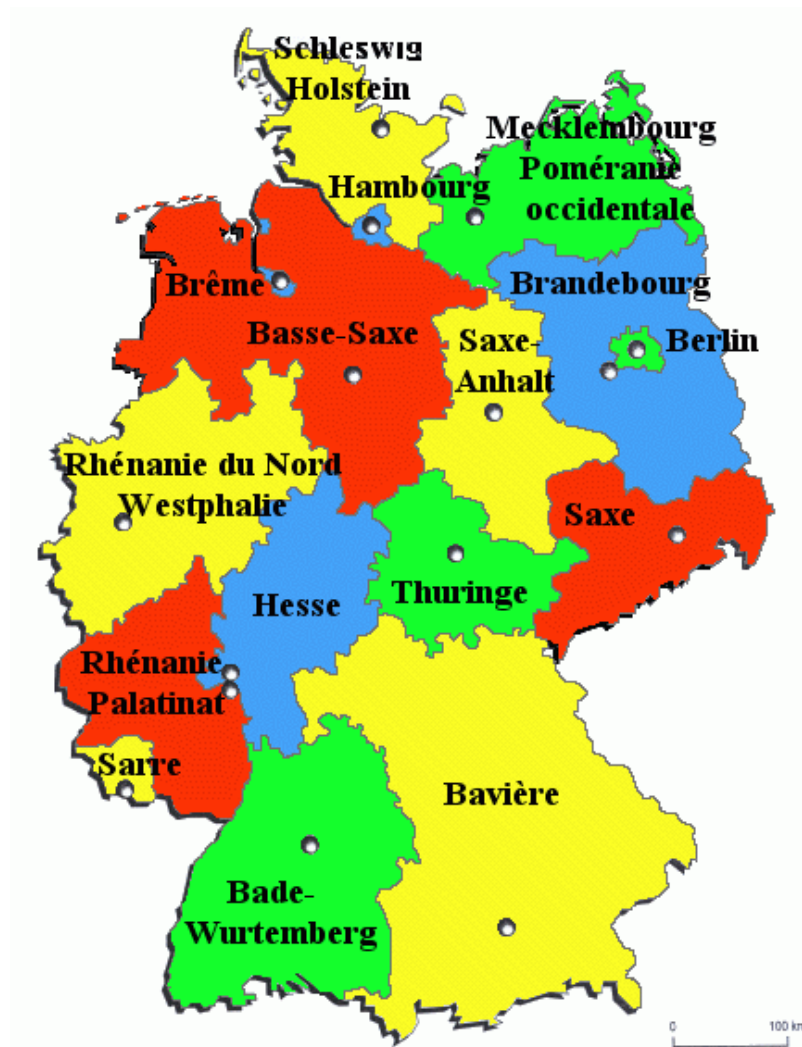 Schleswig
Holstein
Mecklembourg
Poméranie
occidentale
Hambourg
Brême
Brandebourg
Basse-Saxe
Saxe-
Anhalt
Berlin
Rhénanie du Nord
Westphalie
Saxe
Hesse
Thuringe
Rhénanie
Palatinat
Sarre
Bavière
Bade-
Wurtemberg
0 100 km